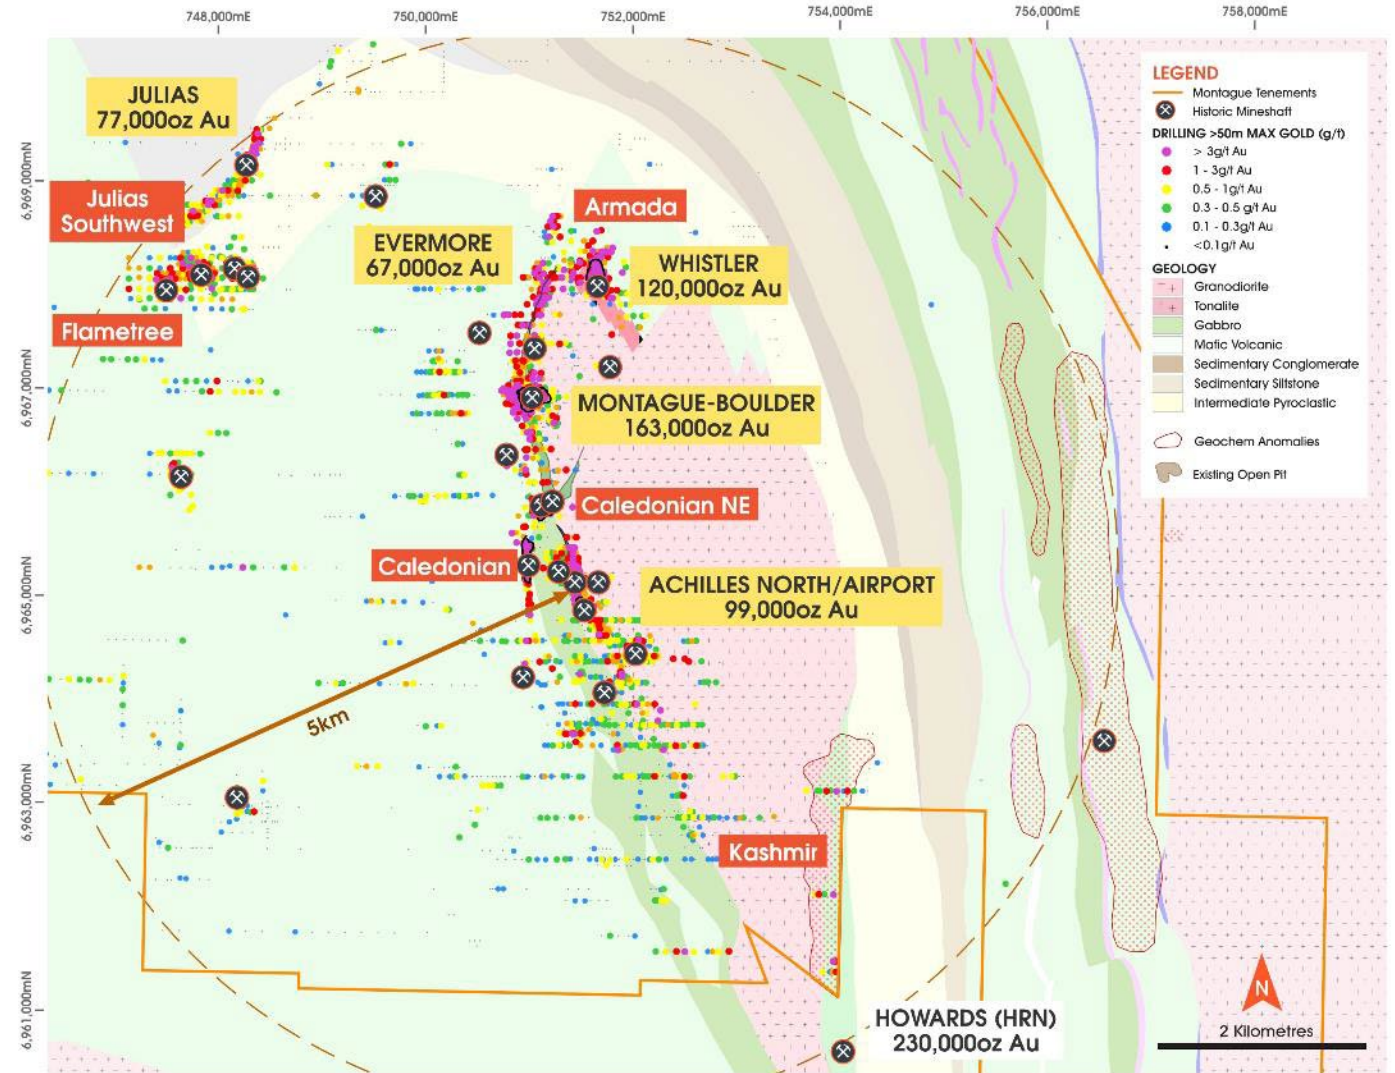 748,000mE
750,000mE
752,000mE
754,000mE
756,000mE
758,000mE
6,969,000mN
6,967,000mN
6,965,000mN
6,963,000mN
6,961,000mN
JULIAS
77,000oz Au
Julias
Southwest
Flametree
EVERMORE
67,000oz Au
Armada
WHISTLER
120,000oz Au
MONTAGUE-BOULDER
163,000oz Au
Caledonian NE
Caledonian
ACHILLES NORTH/AIRPORT
99,000oz Au
5km
Kashmir
HOWARDS (HRN)
230,000oz Au
LEGEND
Montague Tenements
Historic Mineshaft
DRILLING >50m MAX GOLD (g/t)
> 3g/t Au
1 - 3g/t Au
0.5 - 1g/t Au
0.3 - 0.5 g/t Au
0.1 - 0.3g/t Au
<0.1g/t Au
GEOLOGY
Granodiorite
Tonalite
Gabbro
Mafic Volcanic
Sedimentary Conglomerate
Sedimentary Siltstone
Intermediate Pyroclastic
Geochem Anomalies
Existing Open Pit
N
2 Kilometres